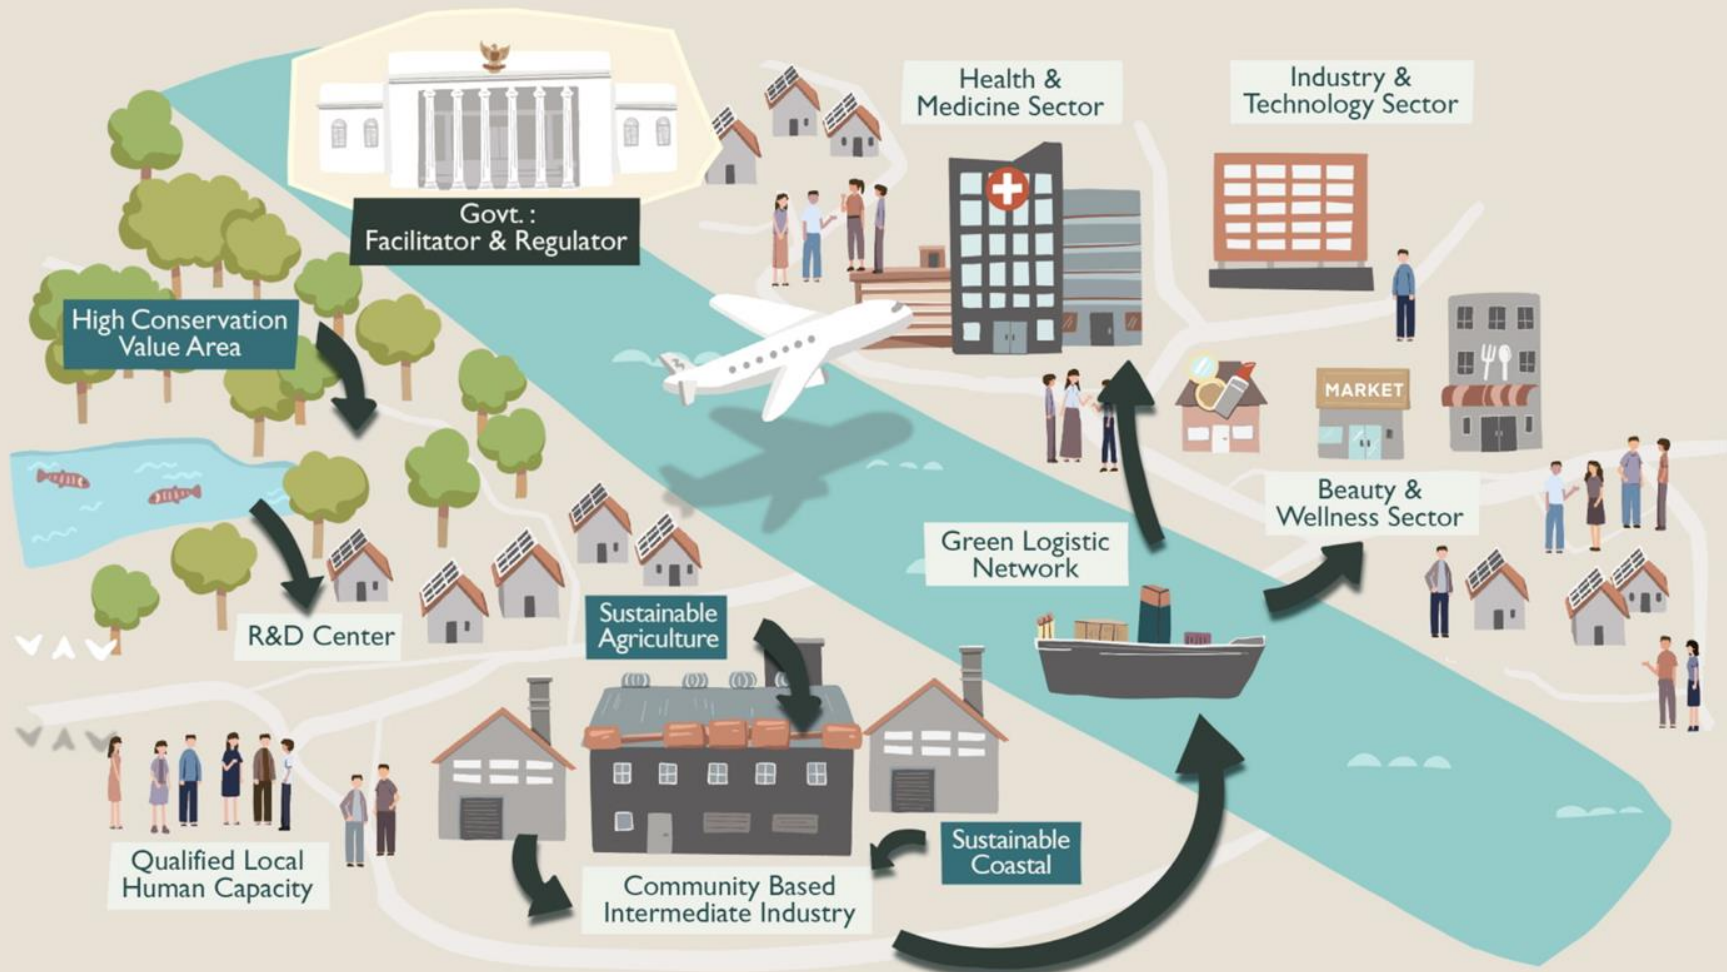 Govt. :
Facilitator & Regulator
Health &
Medicine Sector
Industry &
Technology Sector
High Conservation
Value Area
MARKET
Beauty &
Wellness Sector
Green Logistic
Network
R&D Center
Sustainable
Agriculture
Qualified Local
Human Capacity
Community Based
Intermediate Industry
Sustainable
Coastal